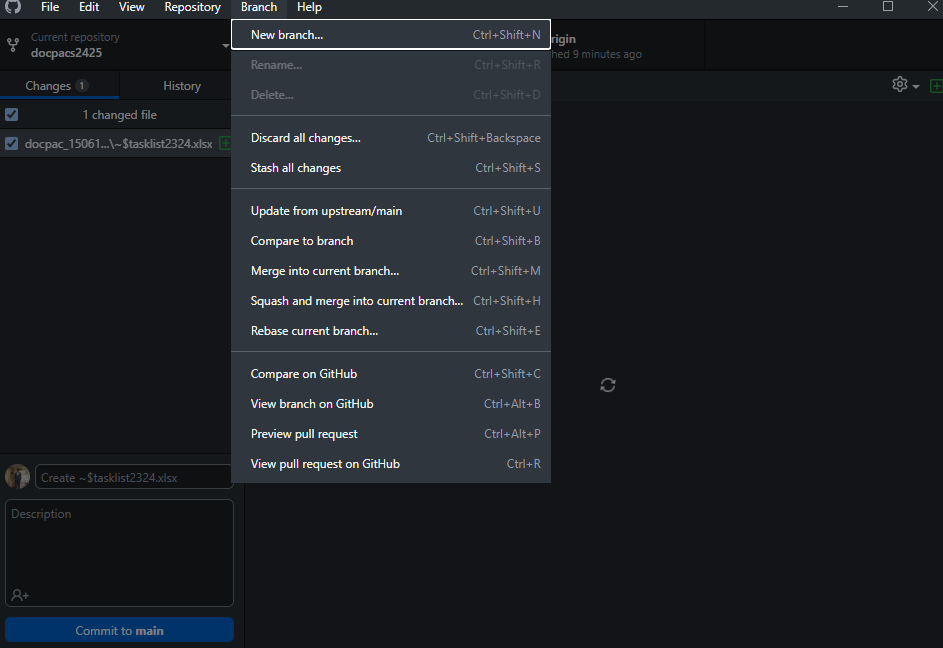 File Edit View Repository Branch Help
Current repository
docpacs2425
Changes 1 History
1 changed file
docpac_15061...\~$tasklist2324.xlsx
New branch... Ctrl+Shift+N
Rename... Ctrl+Shift+R
Delete... Ctrl+Shift+D
Discard all changes... Ctrl+Shift+Backspace
Stash all changes Ctrl+Shift+S
Update from upstream/main Ctrl+Shift+U
Compare to branch Ctrl+Shift+B
Merge into current branch... Ctrl+Shift+M
Squash and merge into current branch... Ctrl+Shift+H
Rebase current branch... Ctrl+Shift+E
Compare on GitHub Ctrl+Shift+C
View branch on GitHub Ctrl+Alt+B
Preview pull request Ctrl+Alt+P
View pull request on GitHub Ctrl+R
rigin
hed 9 minutes ago
Create ~$tasklist2324.xlsx
Description
Commit to main